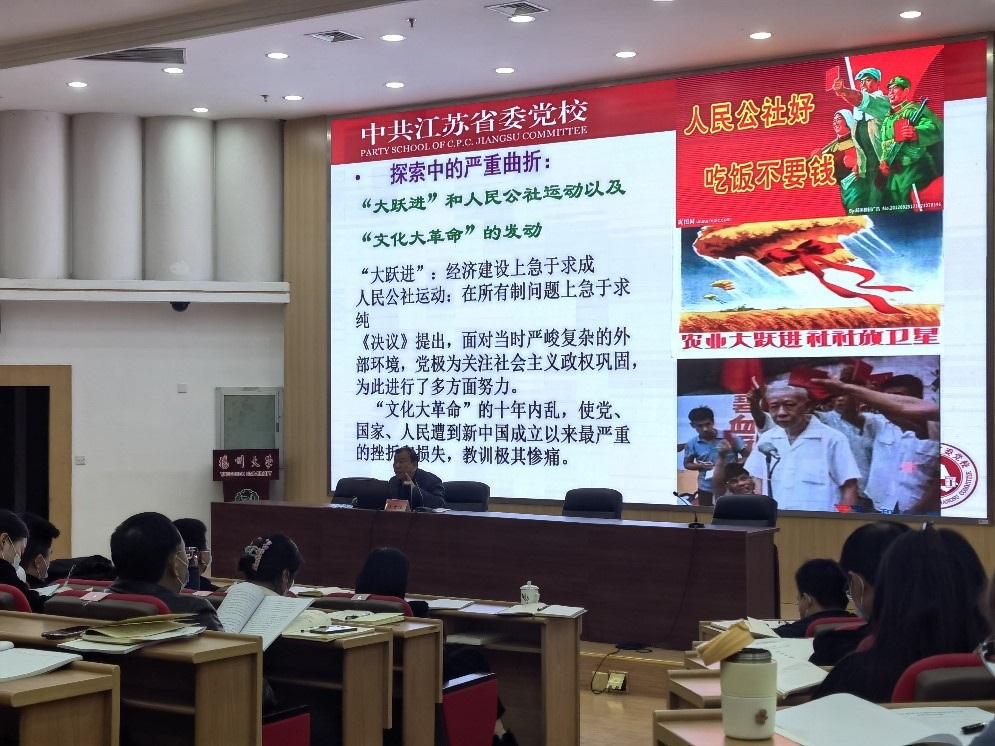 中共江苏省委党校
PARTY SCHOOL OF C.P.C. JIANGSU COMMITTEE
• 探索中的严重曲折：
“大跃进”和人民公社运动以及
“文化大革命”的发动
“大跃进”：经济建设上急于求成
人民公社运动：在所有制问题上急于求
纯
《决议》提出，面对当时严峻复杂的外
部环境，党极为关注社会主义政权巩固，
为此进行了多方面努力。
“文化大革命”的十年内乱，使党、
国家、人民遭到新中国成立以来最严重
的挫折 损失，教训极其惨痛。
人民公社好
吃饭不要钱
农业大跃进社社放卫星
扬州大学